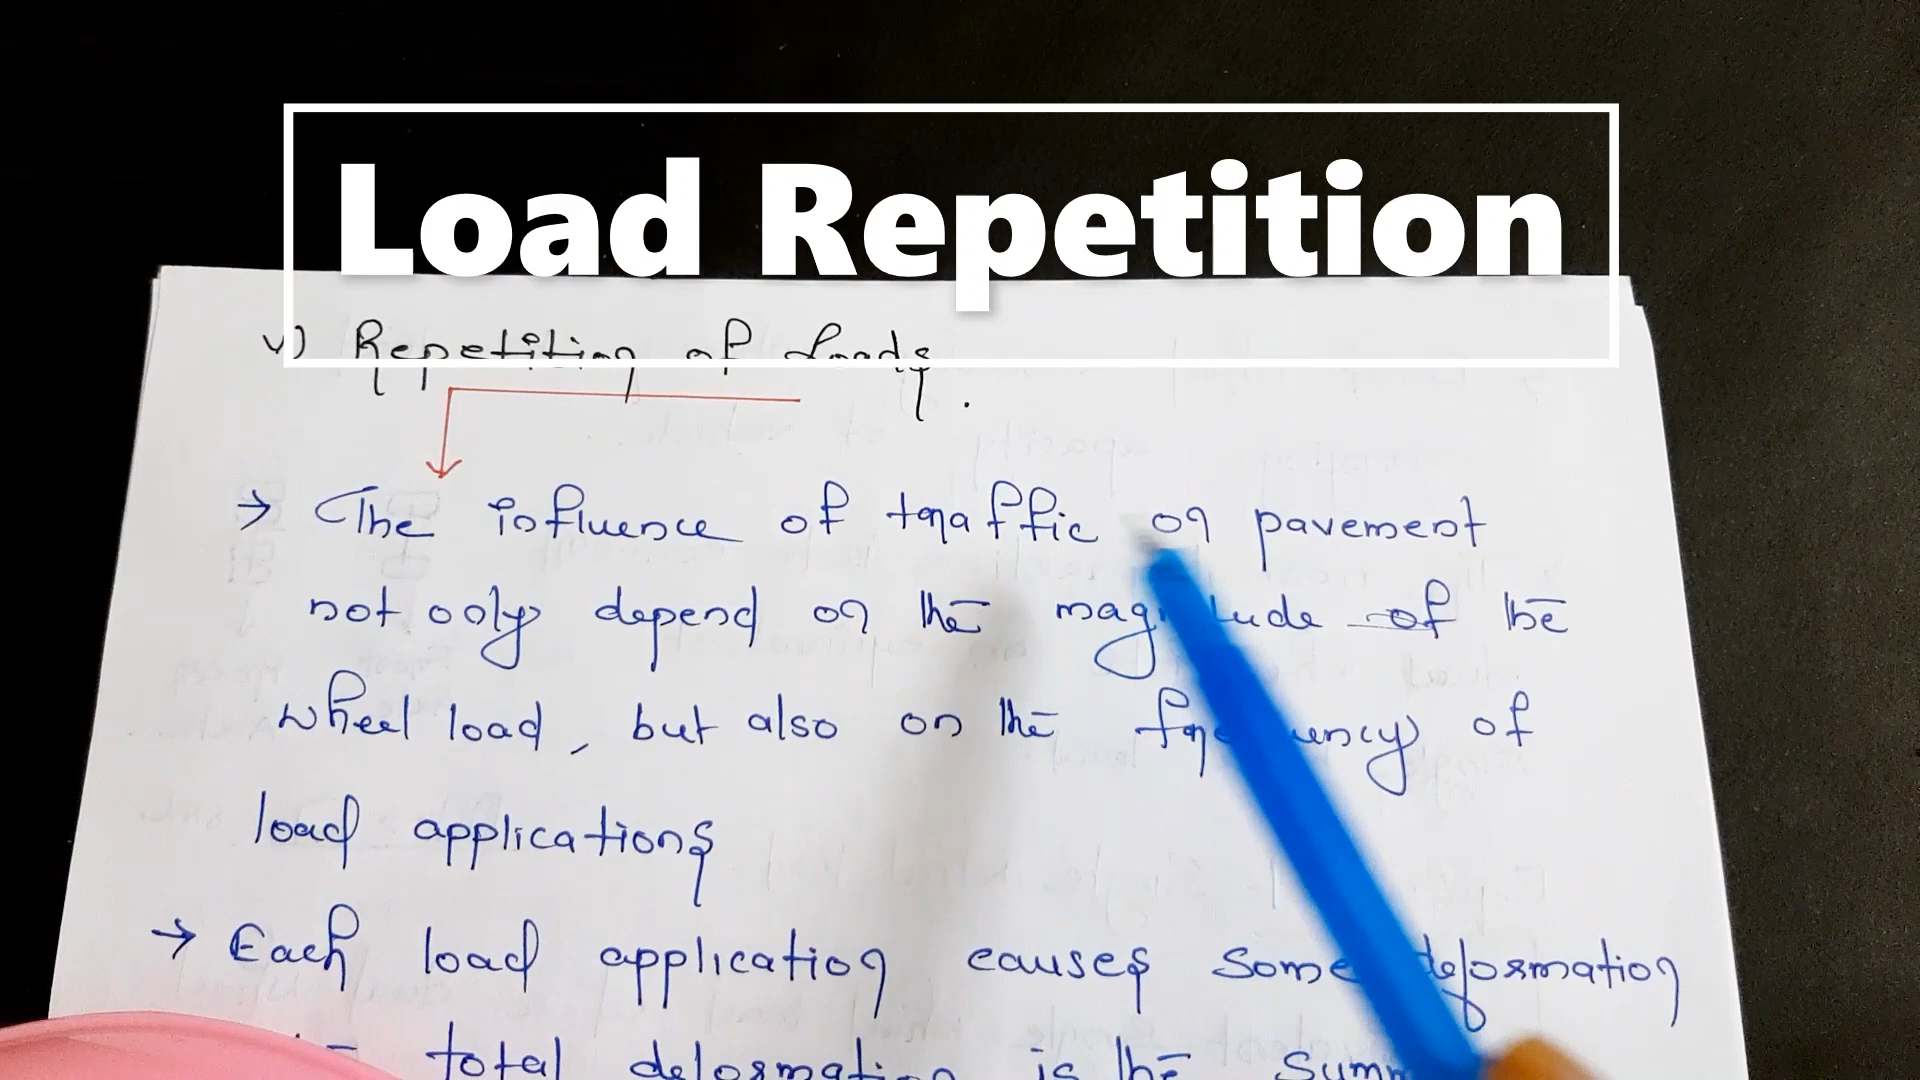 Load Repetition
v) Repetition of loads.
→ The influence of traffic on pavement
not only depend on the magnitude of the
wheel load, but also on the frequency of
load applications
→ Each load application causes some deformation
total deformation is the